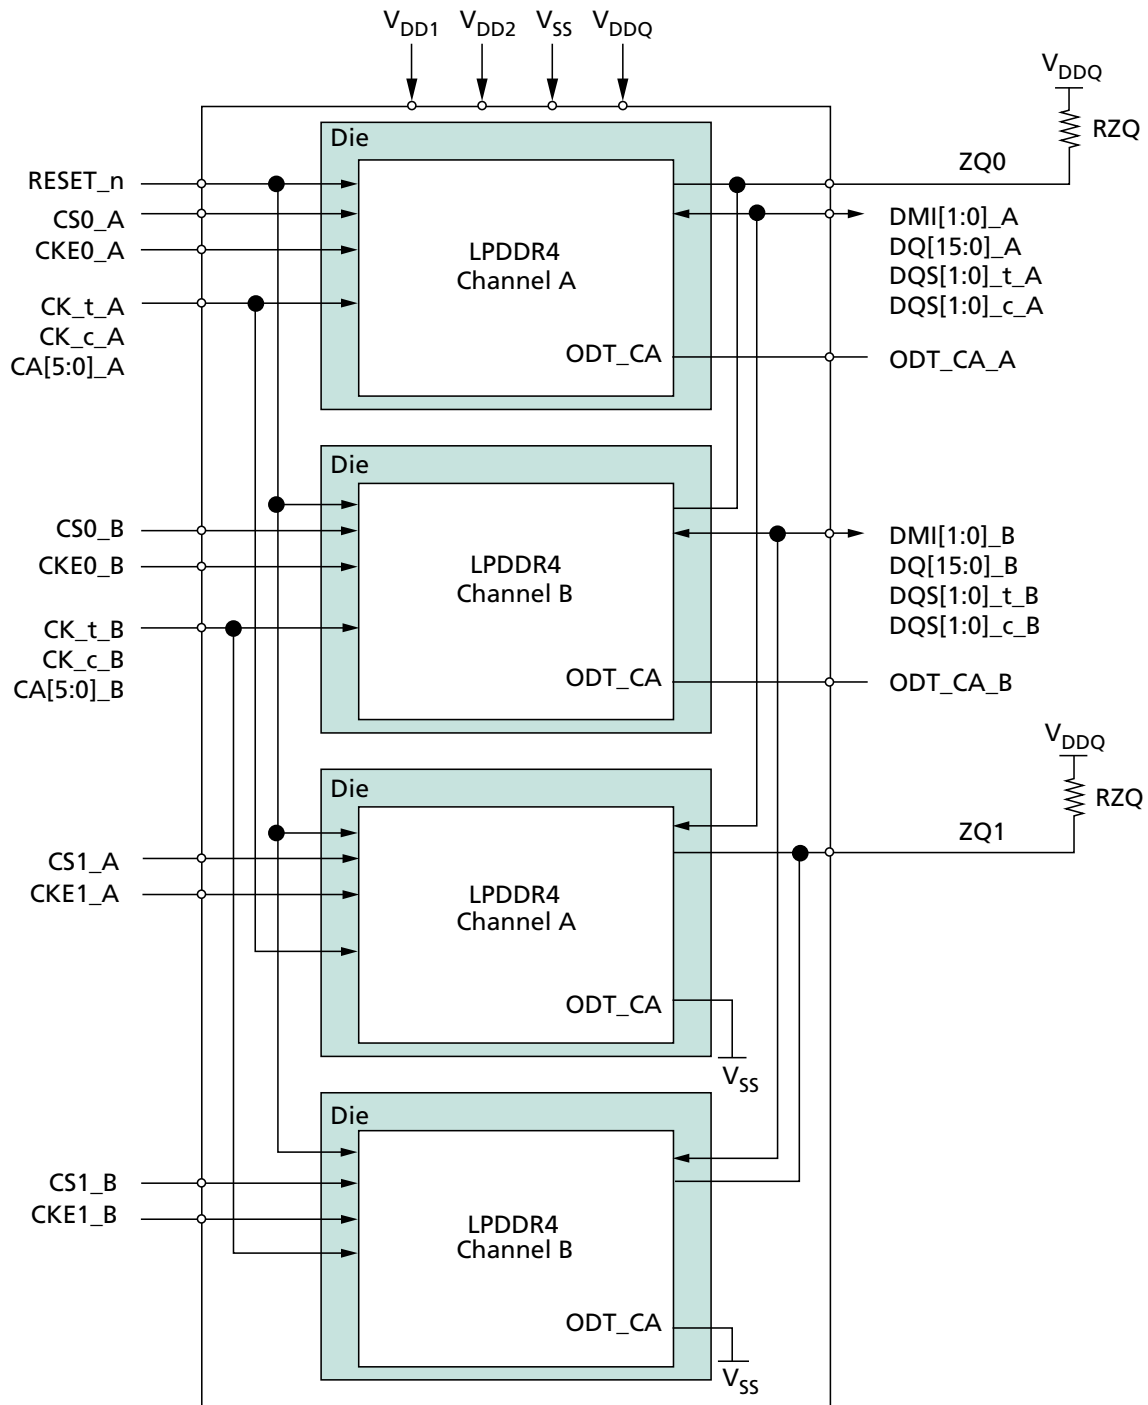 VDD1 VDD2 VSS VDDQ
VDDQ
RZQ
Die
RESET_n
ZQ0
CS0_A
DMI[1:0]_A
CKE0_A
LPDDR4
Channel A
DQ[15:0]_A
DQS[1:0]_t_A
CK_t_A
DQS[1:0]_c_A
CK_c_A
CA[5:0]_A
ODT_CA
ODT_CA_A
Die
CS0_B
DMI[1:0]_B
CKE0_B
LPDDR4
Channel B
DQ[15:0]_B
DQS[1:0]_t_B
CK_t_B
DQS[1:0]_c_B
CK_c_B
CA[5:0]_B
ODT_CA
ODT_CA_B
VDDQ
RZQ
Die
ZQ1
CS1_A
CKE1_A
LPDDR4
Channel A
ODT_CA
VSS
Die
CS1_B
CKE1_B
LPDDR4
Channel B
ODT_CA
VSS